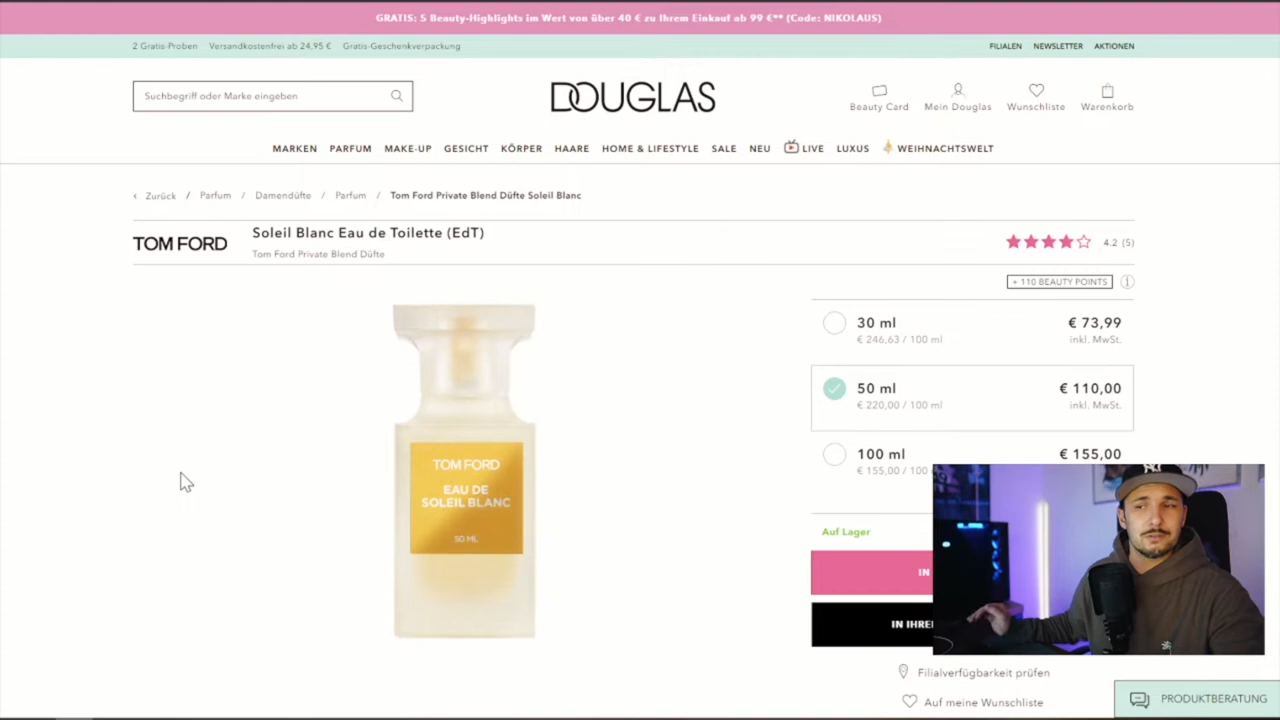 GRATIS: 5 Beauty-Highlights im Wert von über 40 € zu Ihrem Einkauf ab 99 €** (Code: NIKOLAUS)
2 Gratis-Proben Versandkostenfrei ab 24,95 € Gratis-Geschenkverpackung
FILIALEN NEWSLETTER AKTIONEN
Suchbegriff oder Marke eingeben
DOUGLAS
Beauty Card Mein Douglas Wunschliste Warenkorb
MARKEN PARFUM MAKE-UP GESICHT KÖRPER HAARE HOME & LIFESTYLE SALE NEU LIVE LUXUS WEIHNACHTSWELT
‹ Zurück / Parfum / Damendüfte / Parfum / Tom Ford Private Blend Düfte Soleil Blanc
TOM FORD
Soleil Blanc Eau de Toilette (EdT)
Tom Ford Private Blend Düfte
4.2 (5)
+ 110 BEAUTY POINTS
30 ml € 73,99
€ 246,63 / 100 ml inkl. MwSt.
50 ml € 110,00
€ 220,00 / 100 ml inkl. MwSt.
100 ml € 155,00
€ 155,00 / 100
TOM FORD
EAU DE
SOLEIL BLANC
50 ML
Auf Lager
IN
IN IHREN
Filialverfügbarkeit prüfen
Auf meine Wunschliste
PRODUKTBERATUNG